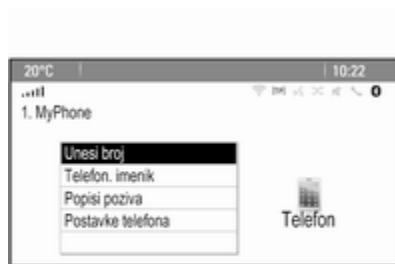 20°C 10:22
1. MyPhone
Unesi broj
Telefon. imenik
Popisi poziva
Postavke telefona
Telefon